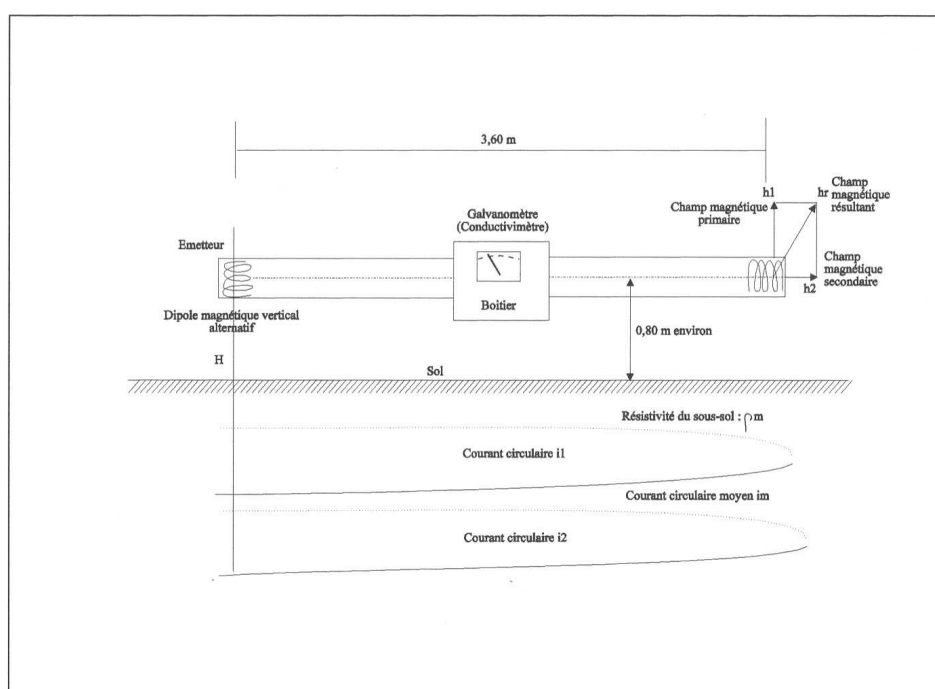 3,60 m
h1
hr
Champ
magnétique
résultant
Champ magnétique
primaire
Galvanomètre
(Conductivimètre)
Emetteur
Champ
magnétique
secondaire
h2
Boitier
Dipole magnétique vertical
alternatif
0,80 m environ
H
Sol
Résistivité du sous-sol : ρm
Courant circulaire i1
Courant circulaire moyen im
Courant circulaire i2